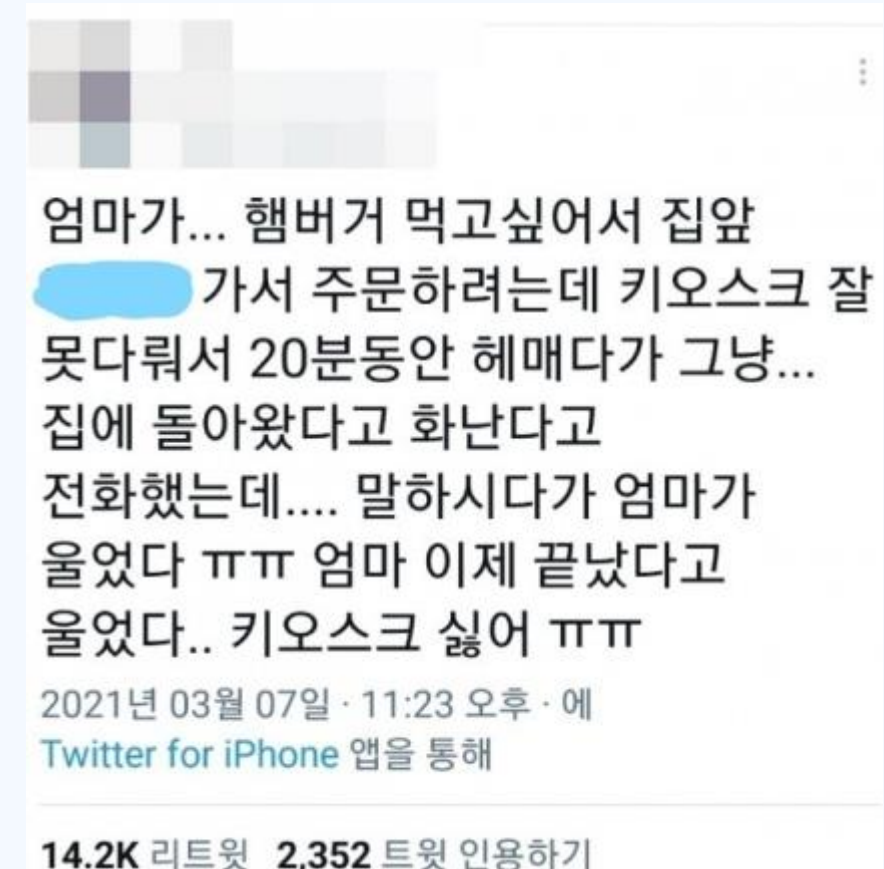 엄마가... 햄버거 먹고싶어서 집앞
가서 주문하려는데 키오스크 잘
못다뤄서 20분동안 헤매다가 그냥...
집에 돌아왔다고 화난다고
전화했는데.... 말하시다가 엄마가
울었다 ㅠㅠ 엄마 이제 끝났다고
울었다.. 키오스크 싫어 ㅠㅠ
2021년 03월 07일 · 11:23 오후 · 에
Twitter for iPhone 앱을 통해
14.2K 리트윗 2,352 트윗 인용하기